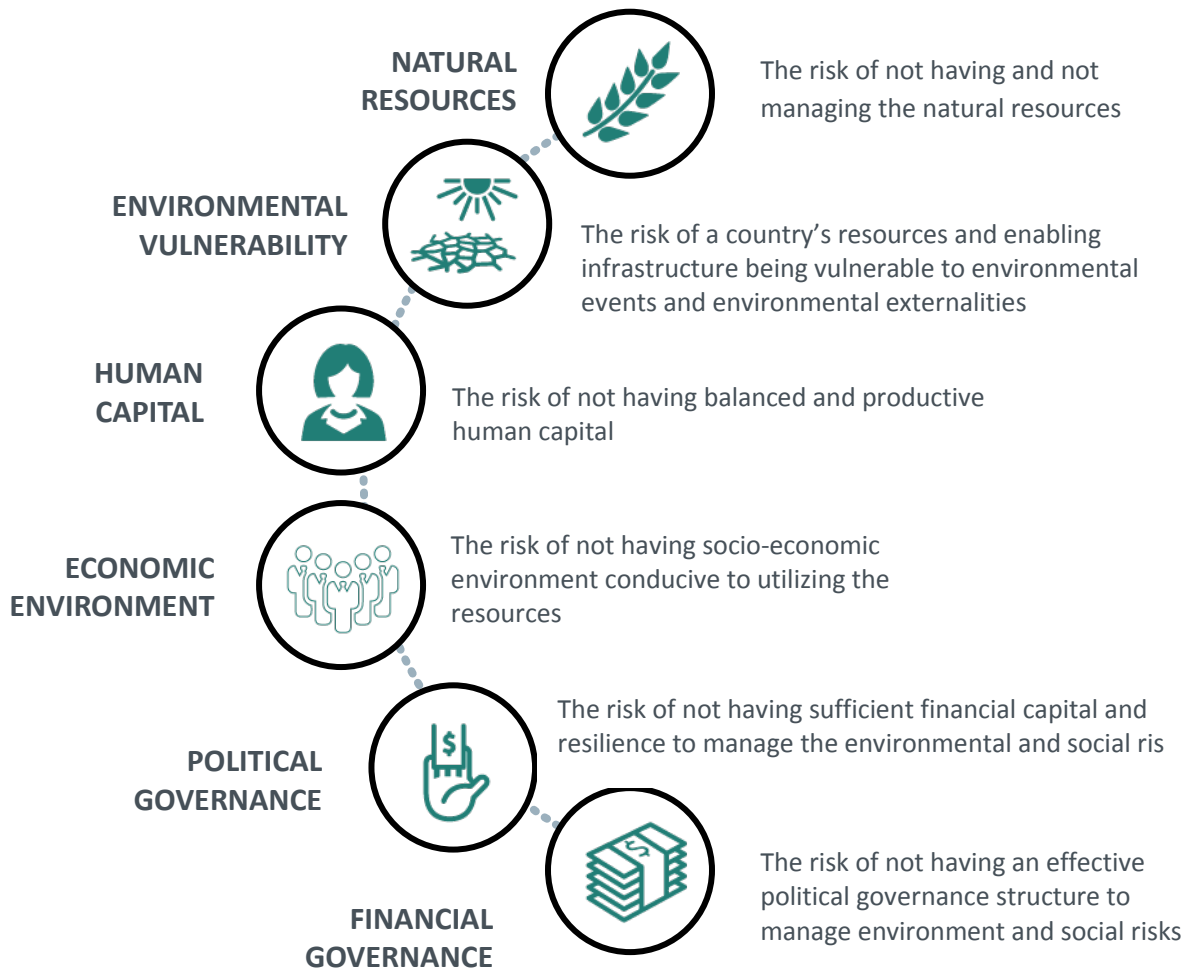 NATURAL
RESOURCES
The risk of not having and not
managing the natural resources
ENVIRONMENTAL
VULNERABILITY
The risk of a country’s resources and enabling
infrastructure being vulnerable to environmental
events and environmental externalities
HUMAN
CAPITAL
The risk of not having balanced and productive
human capital
ECONOMIC
ENVIRONMENT
The risk of not having socio-economic
environment conducive to utilizing the
resources
POLITICAL
GOVERNANCE
$
The risk of not having sufficient financial capital and
resilience to manage the environmental and social ris
FINANCIAL
GOVERNANCE
$
The risk of not having an effective
political governance structure to
manage environment and social risks